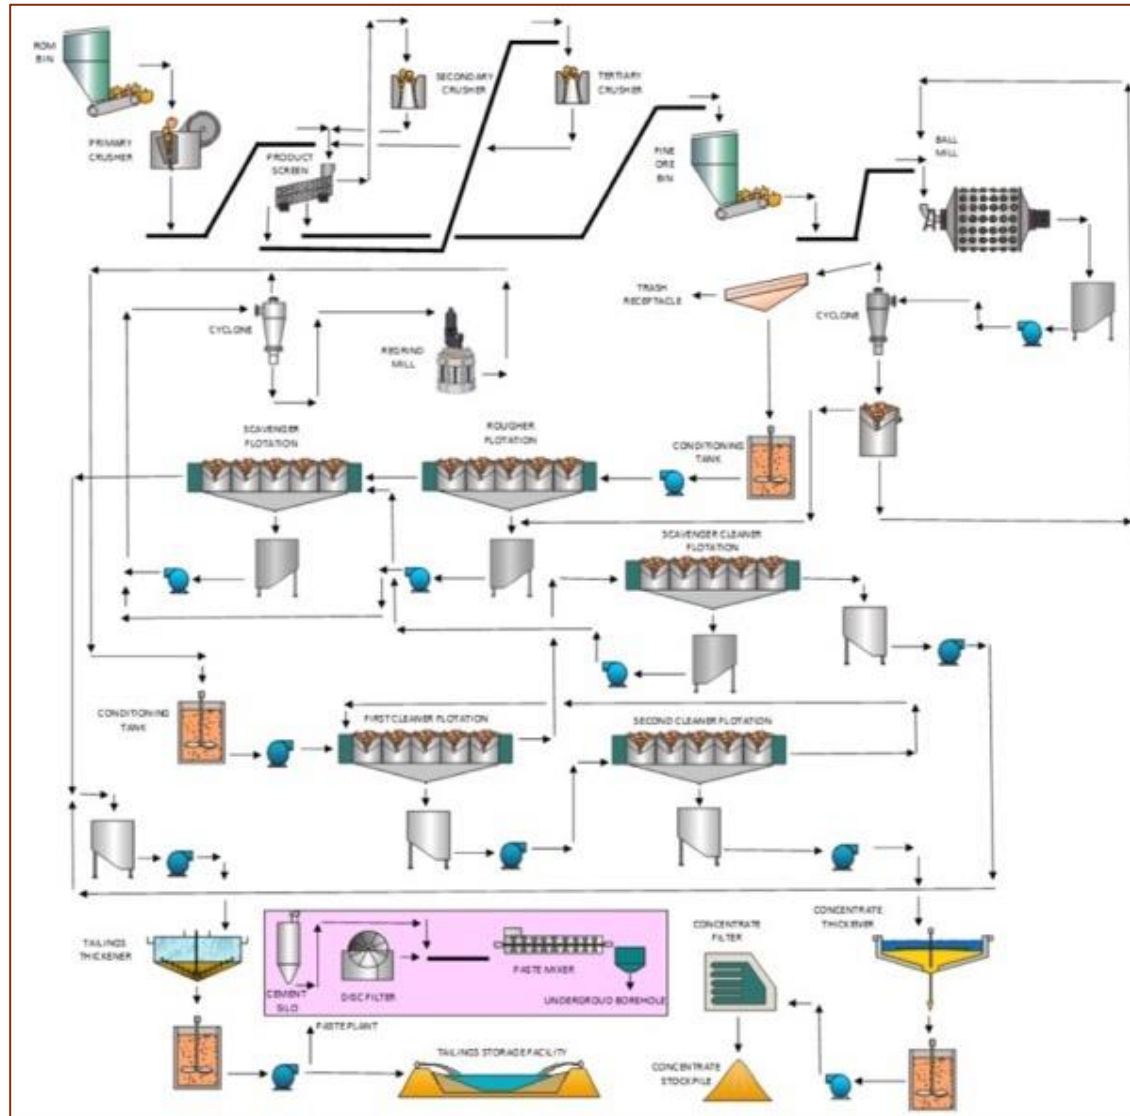 ROM
BIN
PRIMARY
CRUSHER
PRODUCT
SCREEN
SECONDARY
CRUSHER
TERTIARY
CRUSHER
FINE
ORE
BIN
BALL
MILL
CYCLONE
REGRIND
MILL
TRASH
RECEPTACLE
CYCLONE
SCAVENGER
FLOTATION
ROUGHER
FLOTATION
CONDITIONING
TANK
SCAVENGER CLEANER
FLOTATION
CONDITIONING
TANK
FIRST CLEANER FLOTATION
SECOND CLEANER FLOTATION
TAILINGS
THICKENER
CEMENT
SILO
DISC FILTER
PASTE MIXER
UNDERGROUD BOREHOLE
CONCENTRATE
FILTER
CONCENTRATE
THICKENER
PASTE PLANT
TAILINGS STORAGE FACILITY
CONCENTRATE
STOCKPILE